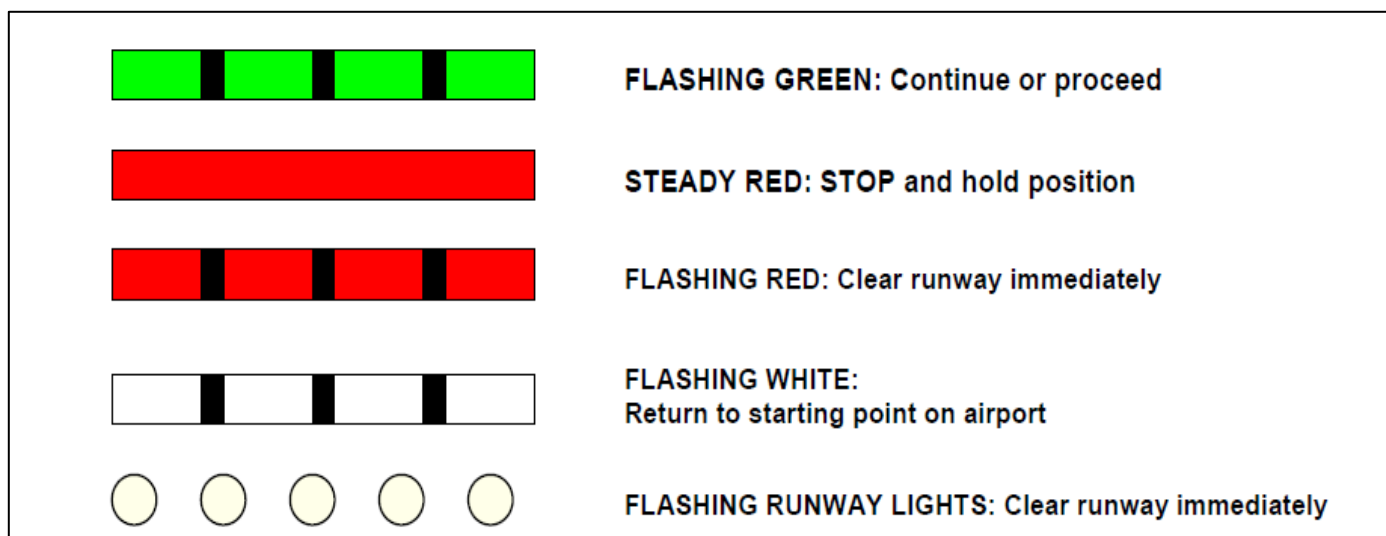 FLASHING GREEN: Continue or proceed
STEADY RED: STOP and hold position
FLASHING RED: Clear runway immediately
FLASHING WHITE:
Return to starting point on airport
FLASHING RUNWAY LIGHTS: Clear runway immediately